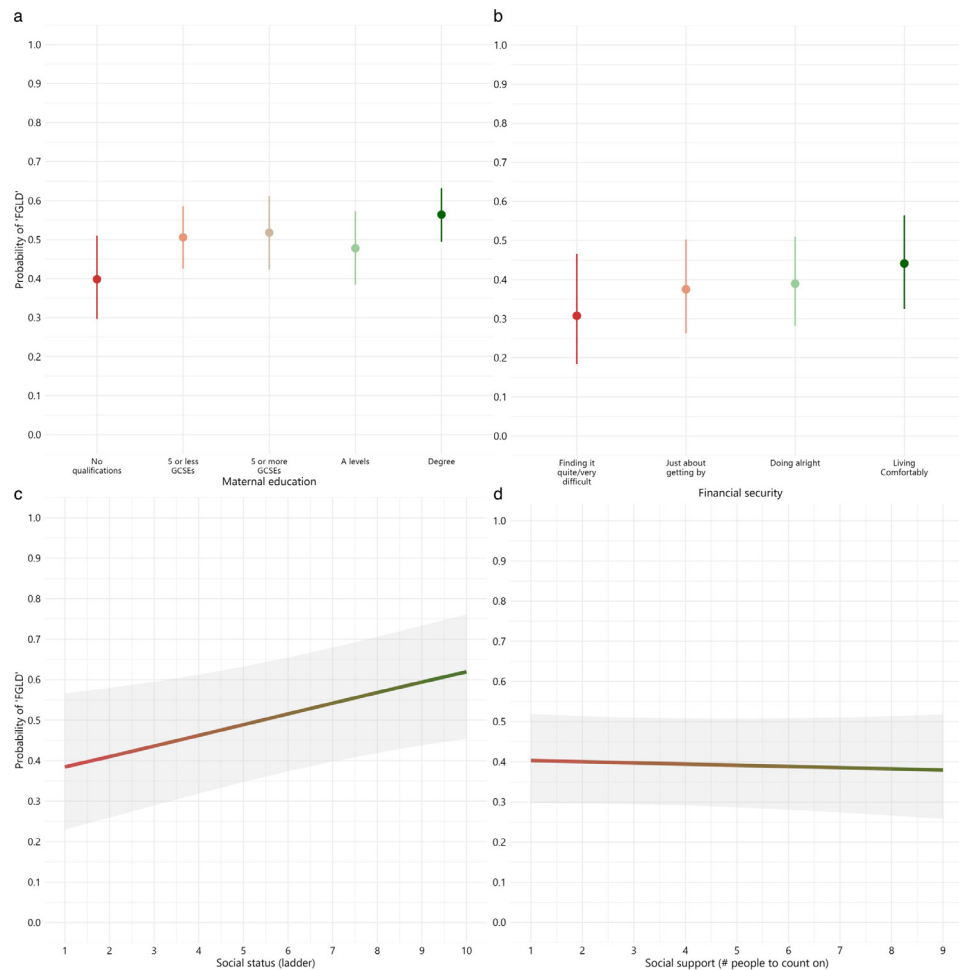 a
1.0
0.9
0.8
0.7
0.6
0.5
0.4
0.3
0.2
0.1
0.0
Probability of 'FGLD'
No
qualifications
5 or less
GCSEs
5 or more
GCSEs
A levels
Degree
Maternal education
b
1.0
0.9
0.8
0.7
0.6
0.5
0.4
0.3
0.2
0.1
0.0
Finding it
quite/very
difficult
Just about
getting by
Doing alright
Living
Comfortably
Financial security
c
1.0
0.9
0.8
0.7
0.6
0.5
0.4
0.3
0.2
0.1
0.0
Probability of 'FGLD'
1 2 3 4 5 6 7 8 9 10
Social status (ladder)
d
1.0
0.9
0.8
0.7
0.6
0.5
0.4
0.3
0.2
0.1
0.0
1 2 3 4 5 6 7 8 9
Social support (# people to count on)